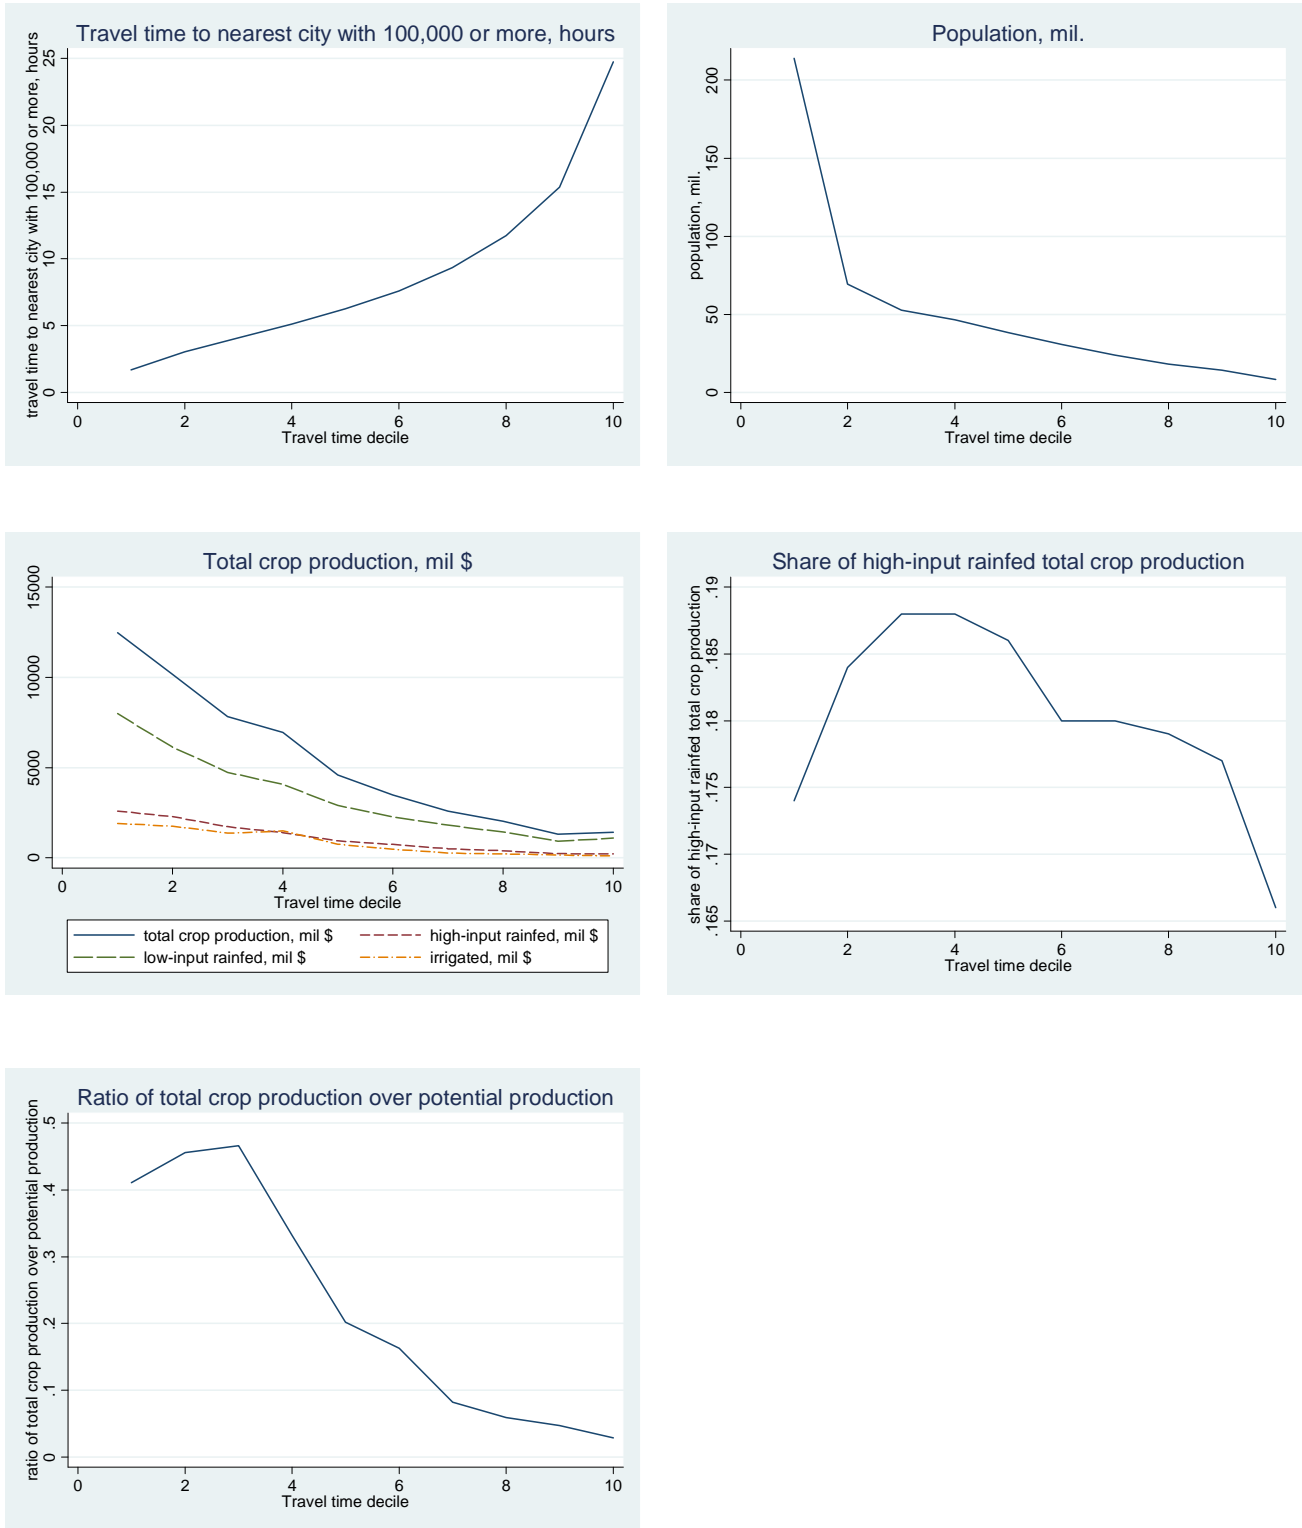 Travel time to nearest city with 100,000 or more, hours
travel time to nearest city with 100,000 or more, hours
25
20
15
10
5
0
0 2 4 6 8 10
Travel time decile
Population, mil.
population, mil.
200
150
100
50
0
0 2 4 6 8 10
Travel time decile
Total crop production, mil $
15000
10000
5000
0
0 2 4 6 8 10
Travel time decile
total crop production, mil $ high-input rainfed, mil $
low-input rainfed, mil $ irrigated, mil $
Share of high-input rainfed total crop production
share of high-input rainfed total crop production
.19
.185
.18
.175
.17
.165
0 2 4 6 8 10
Travel time decile
Ratio of total crop production over potential production
ratio of total crop production over potential production
.5
.4
.3
.2
.1
0
0 2 4 6 8 10
Travel time decile